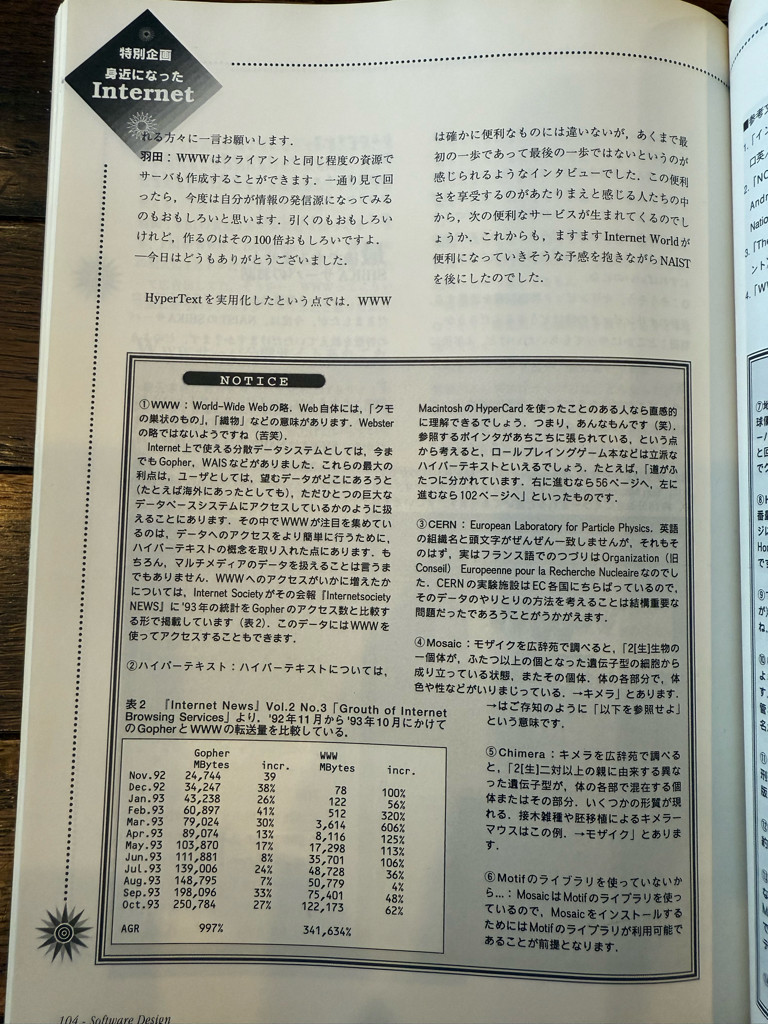 特別企画
身近になった
Internet
れる方々に一言お願いします．
羽田：WWWはクライアントと同じ程度の資源で
サーバも作成することができます．一通り見て回
ったら，今度は自分が情報の発信源になってみる
のもおもしろいと思います．引くのもおもしろい
けれど，作るのはその100倍おもしろいですよ．
―今日はどうもありがとうございました．
HyperTextを実用化したという点では，WWW
は確かに便利なものには違いないが，あくまで最
初の一歩であって最後の一歩ではないというのが
感じられるようなインタビューでした．この便利
さを享受するのがあたりまえと感じる人たちの中
から，次の便利なサービスが生まれてくるのでし
ょうか．これからも，ますますInternet Worldが
便利になっていきそうな予感を抱きながらNAIST
を後にしたのでした．
NOTICE
①WWW：World-Wide Webの略．Web自体には，「クモ
の巣状のもの」，「織物」などの意味があります．Webster
の略ではないようですね（苦笑）．
Internet上で使える分散データシステムとしては，今ま
でもGopher，WAISなどがありました．これらの最大の
利点は，ユーザとしては，望むデータがどこにあろうと
（たとえば海外にあったとしても），ただひとつの巨大な
データベースシステムにアクセスしているかのように扱
えることにあります．その中でWWWが注目を集めてい
るのは，データへのアクセスをより簡単に行うために，
ハイパーテキストの概念を取り入れた点にあります．も
ちろん，マルチメディアのデータを扱えることは言うま
でもありません．WWWへのアクセスがいかに増えたか
については，Internet Societyがその会報『Internetsociety
NEWS』に'93年の統計をGopherのアクセス数と比較す
る形で掲載しています（表2）．このデータにはWWWを
使ってアクセスすることもできます．
②ハイパーテキスト：ハイパーテキストについては，
MacintoshのHyperCardを使ったことのある人なら直感的
に理解できるでしょう．つまり，あんなもんです（笑）．
参照するポインタがあちこちに張られている，という点
から考えると，ロールプレイングゲーム本などは立派な
ハイパーテキストといえるでしょう．たとえば，「道がふ
たつに分かれています．右に進むなら56ページへ，左に
進むなら102ページへ」といったものです．
③CERN：European Laboratory for Particle Physics．英語
の組織名と頭文字がぜんぜん一致しませんが，それもそ
のはず，実はフランス語でのつづりはOrganization（旧
Conseil） Europeenne pour la Recherche Nucleaireなのでし
た．CERNの実験施設はEC各国にちらばっているので，
そのデータのやりとりの方法を考えることは結構重要な
問題だったであろうことがうかがえます．
④Mosaic：モザイクを広辞苑で調べると，「2[生]生物の
一個体が，ふたつ以上の個となった遺伝子型の細胞から
成り立っている状態，またその個体．体の各部分で，体
色や性などがいりまじっている．→キメラ」とあります．
→はご存知のように「以下を参照せよ」
という意味です．
⑤Chimera：キメラを広辞苑で調べる
と，「2[生]二対以上の親に由来する異な
った遺伝子が，体の各部で混在する個
体またはその部分．いくつかの形質が現
れる．接木雑種や胚移植によるキメラー
マウスはこの例．→モザイク」とありま
す．
⑥Motifのライブラリを使っていないか
ら...：MosaicはMotifのライブラリを使っ
ているので，Mosaicをインストールする
ためにはMotifのライブラリが利用可能で
あることが前提となります．
表2 『Internet News』Vol.2 No.3「Grouth of Internet
Browsing Services」より．'92年11月から'93年10月にかけて
のGopherとWWWの転送量を比較している．
Gopher WWW
MBytes incr. MBytes incr.
Nov.92 24,744 39
Dec.92 34,247 38% 78 100%
Jan.93 43,238 26% 122 56%
Feb.93 60,897 41% 512 320%
Mar.93 79,024 30% 3,614 606%
Apr.93 89,074 13% 8,116 125%
May.93 103,870 17% 17,298 113%
Jun.93 111,881 8% 35,701 106%
Jul.93 139,006 24% 48,728 36%
Aug.93 148,795 7% 50,779 4%
Sep.93 198,096 33% 75,401 48%
Oct.93 250,784 27% 122,173 62%
AGR 997% 341,634%
104 - Software Design
■参考文
1.「イン
口英
2.「NC
Andr
Natio
3.「The
ント」
4.「WW